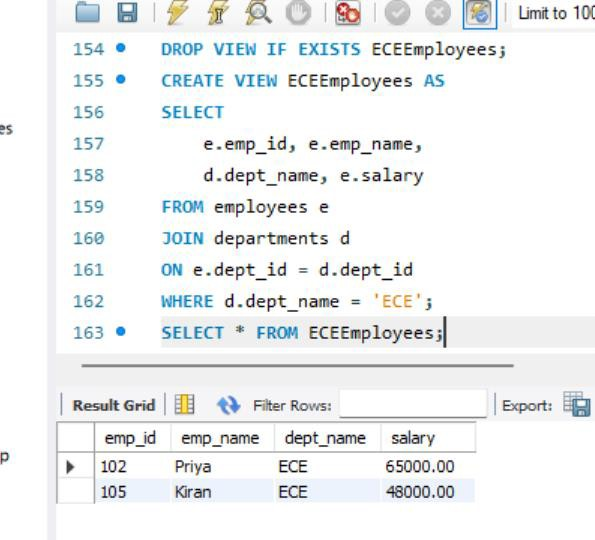 Limit to 100
es
154 DROP VIEW IF EXISTS ECEEmployees;
155 CREATE VIEW ECEEmployees AS
156 SELECT
157 e.emp_id, e.emp_name,
158 d.dept_name, e.salary
159 FROM employees e
160 JOIN departments d
161 ON e.dept_id = d.dept_id
162 WHERE d.dept_name = 'ECE';
163 SELECT * FROM ECEEmployees;
Result Grid Filter Rows: Export:
emp_id emp_name dept_name salary
p
102 Priya ECE 65000.00
105 Kiran ECE 48000.00